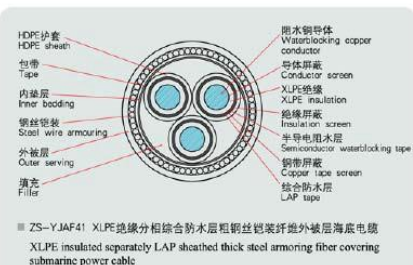 HDPE护套
HDPE sheath
包带
Tape
内垫层
Inner bedding
钢丝铠装
Steel wire armouring
外被层
Outer serving
填充
Filler
阻水铜导体
Waterblocking copper
conductor
导体屏蔽
Conductor screen
XLPE绝缘
XLPE insulation
绝缘屏蔽
Insulation screen
半导电阻水层
Semiconductor waterblocking tape
铜带屏蔽
Copper tape screen
综合防水层
LAP tape
ZS-YJAF41 XLPE绝缘分相综合防水层粗钢丝铠装纤维外被层海底电缆
XLPE insulated separately LAP sheathed thick steel armoring fiber covering
submarine power cable